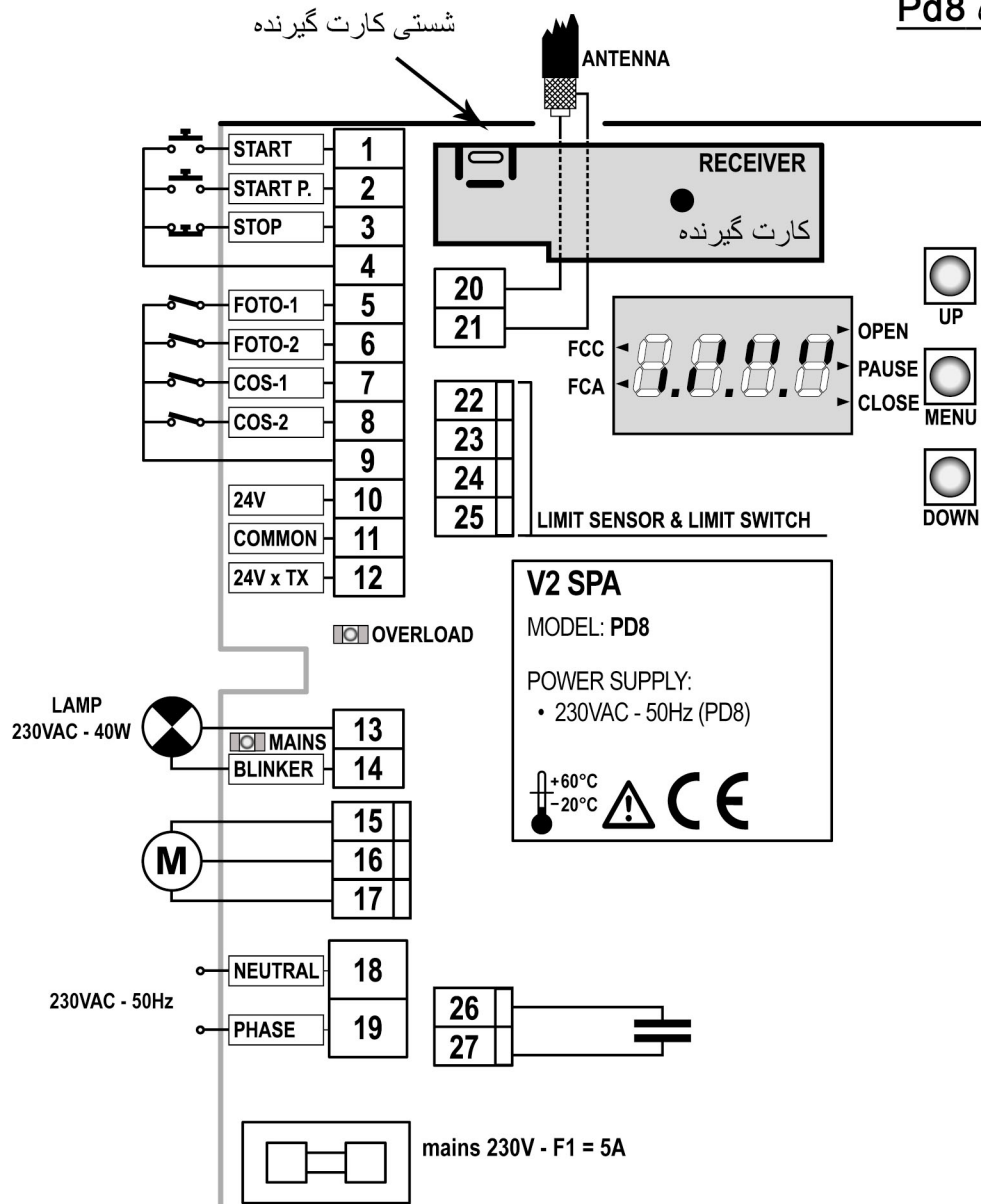 Pd8
شستی کارت گیرنده
ANTENNA
START 1
START P. 2
STOP 3
4
FOTO-1 5
FOTO-2 6
COS-1 7
COS-2 8
9
24V 10
COMMON 11
24V x TX 12
RECEIVER
کارت گیرنده
20
21
FCC
FCA
OPEN
PAUSE
CLOSE
UP
MENU
DOWN
22
23
24
25
LIMIT SENSOR & LIMIT SWITCH
OVERLOAD
V2 SPA
MODEL: PD8
POWER SUPPLY:
• 230VAC - 50Hz (PD8)
+60°C
-20°C
CE
LAMP
230VAC - 40W
13
MAINS
BLINKER 14
M
15
16
17
230VAC - 50Hz
NEUTRAL 18
PHASE 19
26
27
mains 230V - F1 = 5A